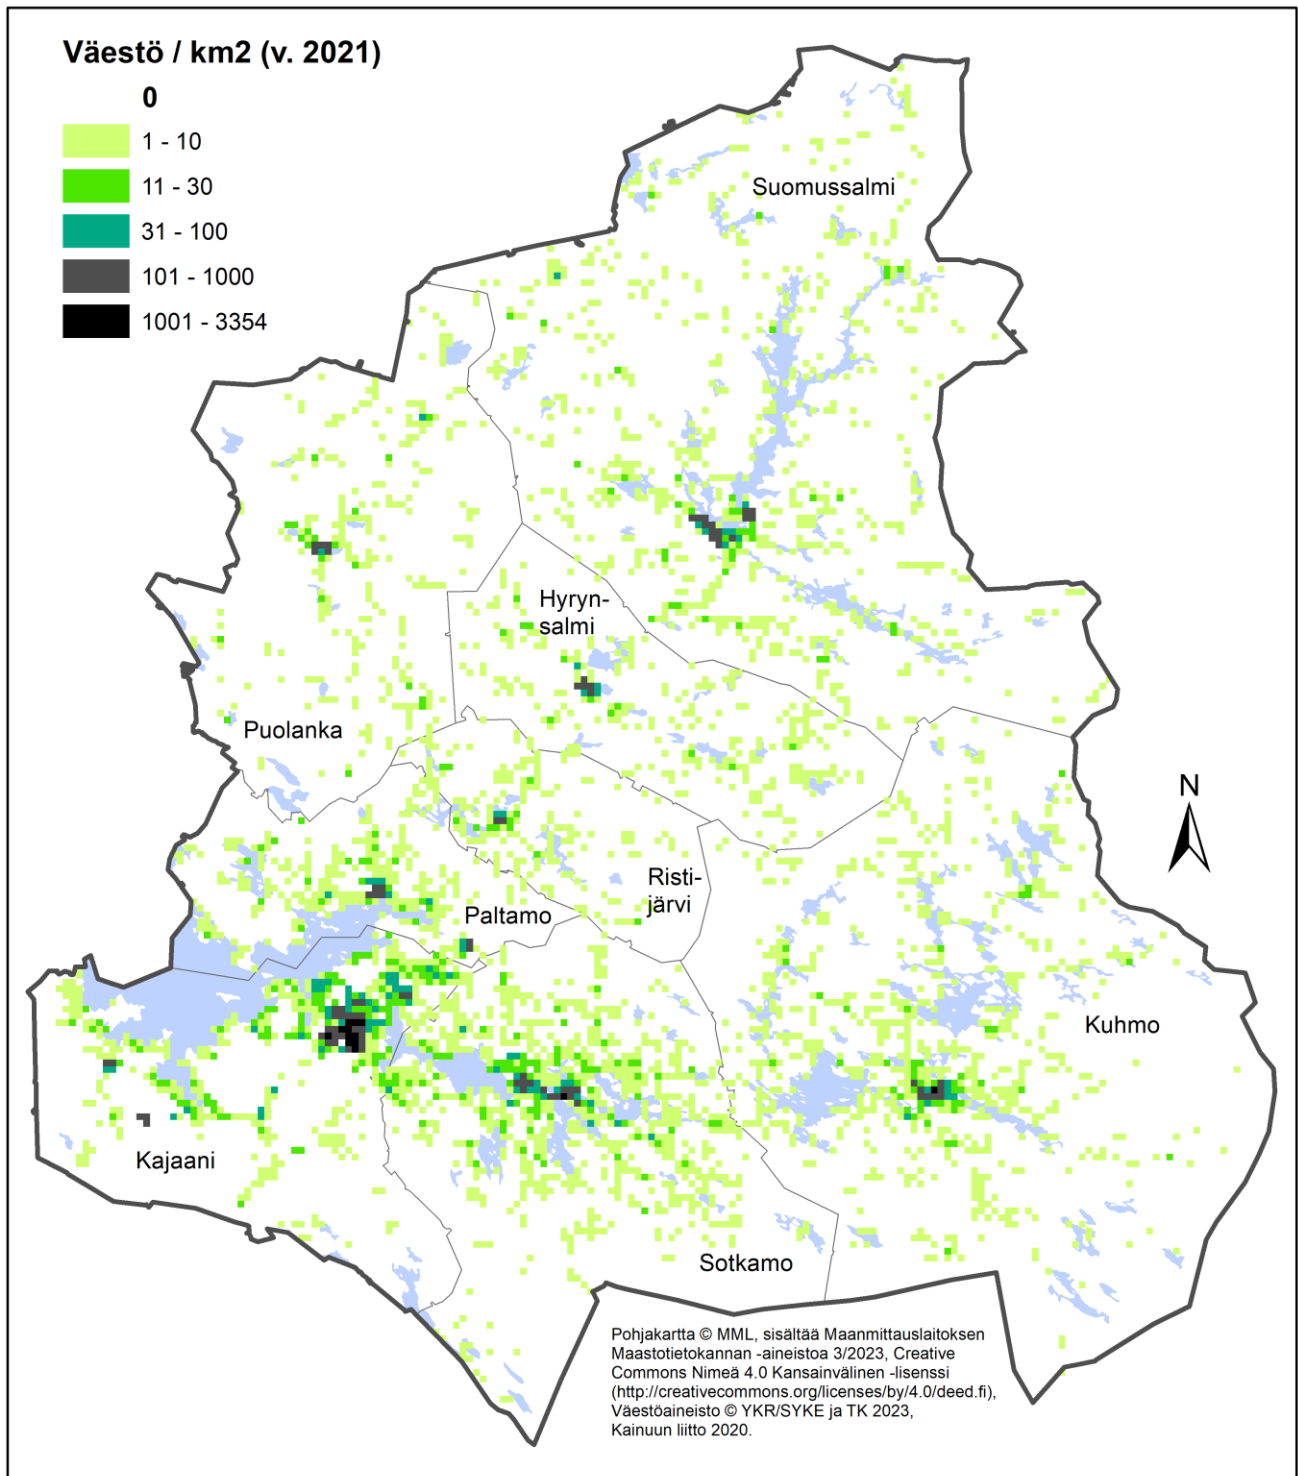 Väestö / km2 (v. 2021)
0
1 - 10
11 - 30
31 - 100
101 - 1000
1001 - 3354
Suomussalmi
Hyryn-
salmi
Puolanka
Risti-
järvi
Paltamo
N
Kuhmo
Kajaani
Sotkamo
Pohjakartta © MML, sisältää Maanmittauslaitoksen
Maastotietokannan -aineistoa 3/2023, Creative
Commons Nimeä 4.0 Kansainvälinen -lisenssi
(http://creativecommons.org/licenses/by/4.0/deed.fi),
Väestöaineisto © YKR/SYKE ja TK 2023,
Kainuun liitto 2020.